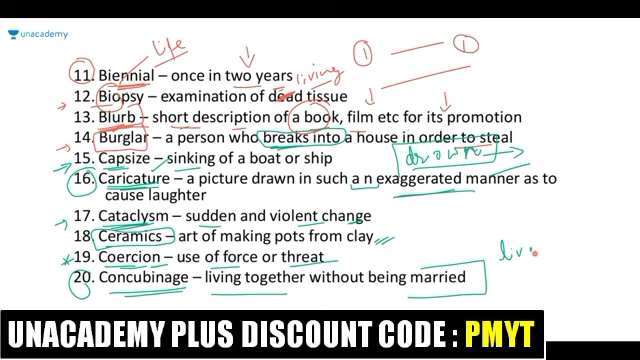 unacademy
life
living
1 1
11. Biennial – once in two years
12. Biopsy – examination of dead tissue
13. Blurb – short description of a book, film etc for its promotion
14. Burglar – a person who breaks into a house in order to steal
15. Capsize – sinking of a boat or ship
drown
16. Caricature – a picture drawn in such a n exaggerated manner as to
cause laughter
17. Cataclysm – sudden and violent change
18. Ceramics – art of making pots from clay
19. Coercion – use of force or threat
20. Concubinage – living together without being married
liv
UNACADEMY PLUS DISCOUNT CODE : PMYT